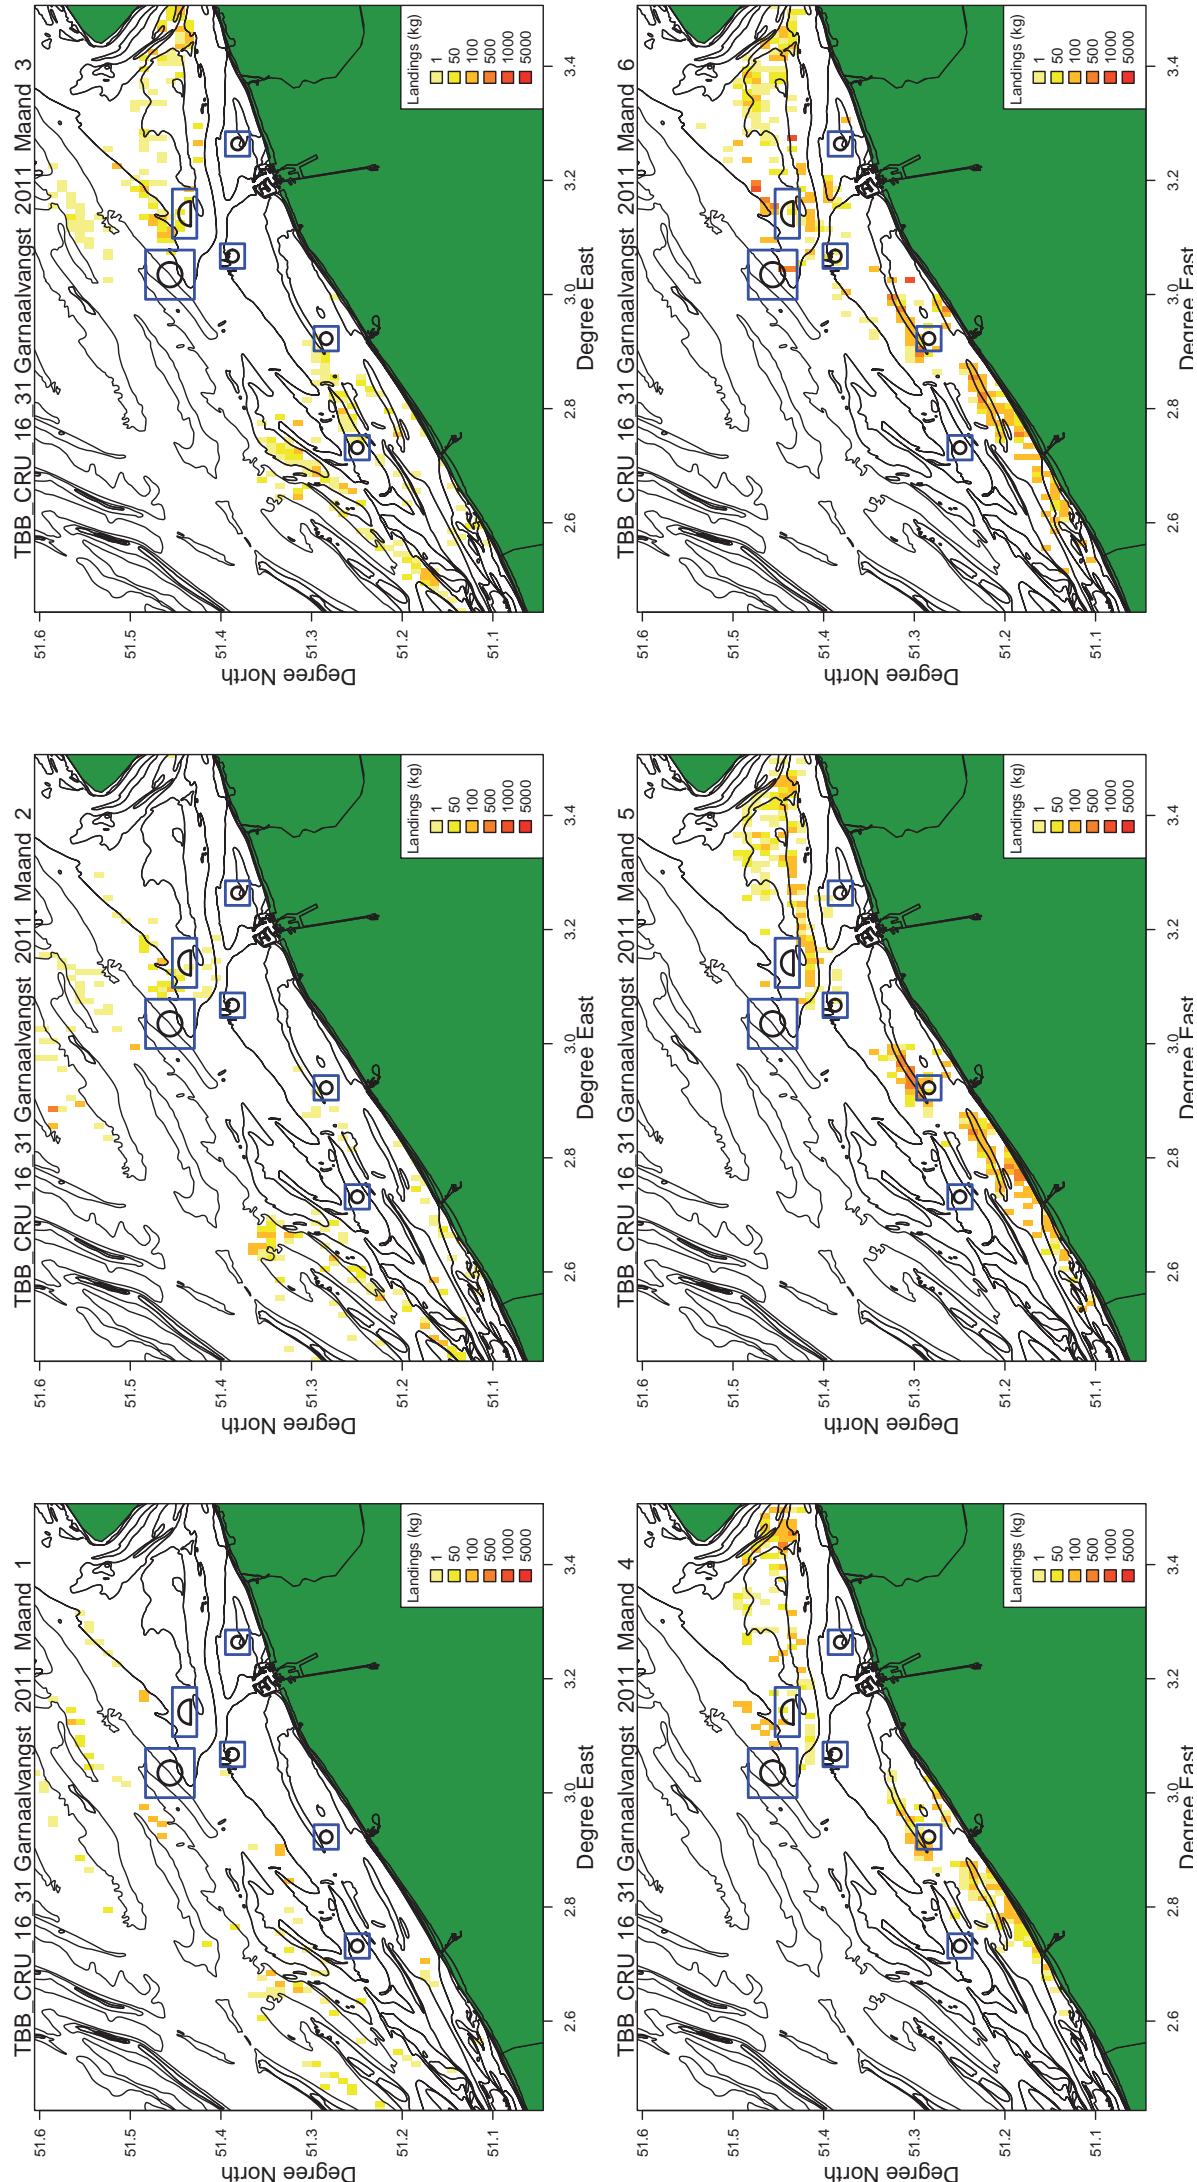 TBB_CRU_16_31 Garnaalvangst 2011 Maand 1
Degree North
51.6
51.5
51.4
51.3
51.2
51.1
Landings (kg)
1
50
100
500
1000
5000
2.6 2.8 3.0 3.2 3.4
Degree East
TBB_CRU_16_31 Garnaalvangst 2011 Maand 2
Degree North
51.6
51.5
51.4
51.3
51.2
51.1
Landings (kg)
1
50
100
500
1000
5000
2.6 2.8 3.0 3.2 3.4
Degree East
TBB_CRU_16_31 Garnaalvangst 2011 Maand 3
Degree North
51.6
51.5
51.4
51.3
51.2
51.1
Landings (kg)
1
50
100
5000
1000
5000
2.6 2.8 3.0 3.2 3.4
Degree East
TBB_CRU_16_31 Garnaalvangst 2011 Maand 4
Degree North
51.6
51.5
51.4
51.3
51.2
51.1
Landings (kg)
1
50
100
500
1000
5000
2.6 2.8 3.0 3.2 3.4
Degree East
TBB_CRU_16_31 Garnaalvangst 2011 Maand 5
Degree North
51.6
51.5
51.4
51.3
51.2
51.1
Landings (kg)
1
50
100
500
1000
5000
2.6 2.8 3.0 3.2 3.4
Degree East
TBB_CRU_16_31 Garnaalvangst 2011 Maand 6
Degree North
51.6
51.5
51.4
51.3
51.2
51.1
Landings (kg)
1
50
100
5000
1000
5000
2.6 2.8 3.0 3.2 3.4
Degree East